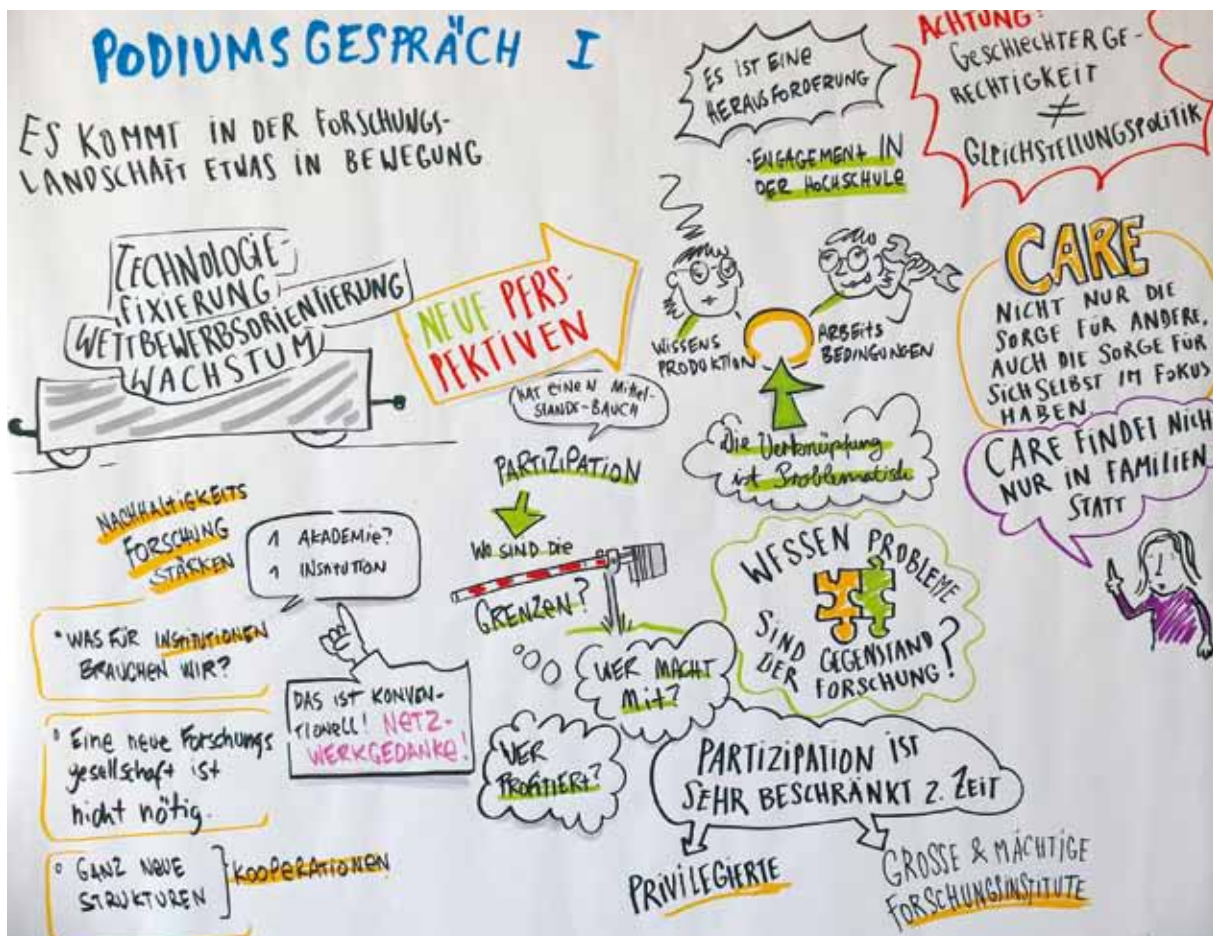 PODIUMSGESPRÄCH I
ES KOMMT IN DER FORSCHUNGS-
LANDSCHAFT ETWAS IN BEWEGUNG
TECHNOLOGIE-
FIXIERUNG
WETTBEWERBSORIENTIERUNG
WACHSTUM
NEUE PERS-
PEKTIVEN
ES IST EINE
HERAUSFORDERUNG
ENGAGEMENT IN
DER HOCHSCHULE
WISSENS
PRODUKTION
ARBEITS
BEDINGUNGEN
Die Verknüpfung
ist Problematisch
ACHTUNG!
GESCHLECHTERGE-
RECHTIGKEIT
≠
GLEICHSTELLUNGSPOLITIK
CARE
NICHT NUR DIE
SORGE FÜR ANDERE,
AUCH DIE SORGE FÜR
SICH SELBST IM FOKUS
HABEN
CARE FINDET NICH
NUR IN FAMILIEN
STATT
HAT EINEN Mittel-
STANDS-BAUCH
PARTIZIPATION
WO SIND DIE
GRENZEN?
WER MACHT
Mit?
WER
PROFITIERT?
WESSEN PROBLEME
SIND GEGENSTAND
DER FORSCHUNG?
PARTIZIPATION IST
SEHR BESCHRÄNKT Z. ZEIT
PRIVILEGIERTE
GROSSE & MÄCHTIGE
FORSCHUNGSINSTITUTE
NACHHALTIGKEITS
FORSCHUNG
STÄRKEN
1 AKADEMIE?
1 INSTITUTION
DAS IST KONVEN-
TIONELL! NETZ-
WERKGEDANKE!
WAS FÜR INSTITUTIONEN
BRAUCHEN WIR?
Eine neue Forschungs
gesellschaft ist
nicht nötig.
GANZ NEUE
STRUKTUREN
KOOPERATIONEN